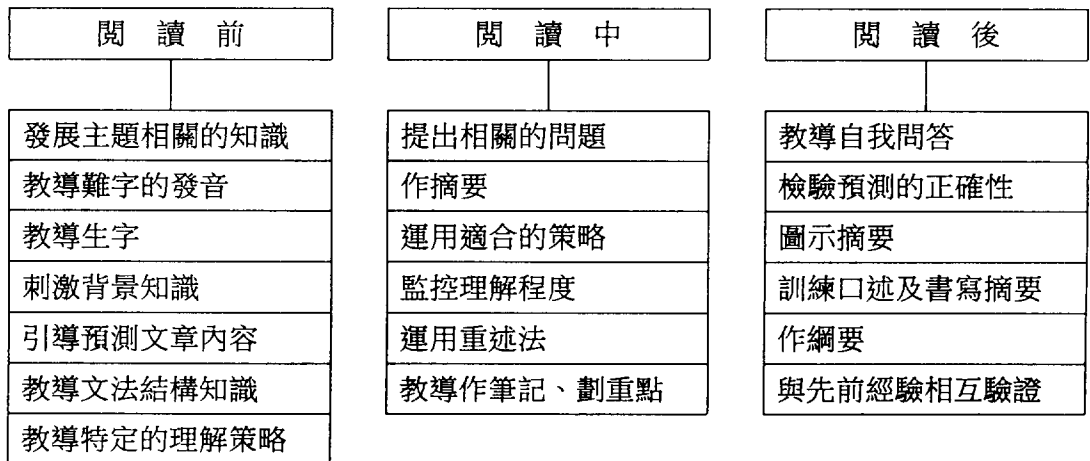 閱讀前
發展主題相關的知識
教導難字的發音
教導生字
刺激背景知識
引導預測文章內容
教導文法結構知識
教導特定的理解策略
閱讀中
提出相關的問題
作摘要
運用適合的策略
監控理解程度
運用重述法
教導作筆記、劃重點
閱讀後
教導自我問答
檢驗預測的正確性
圖示摘要
訓練口述及書寫摘要
作綱要
與先前經驗相互驗證